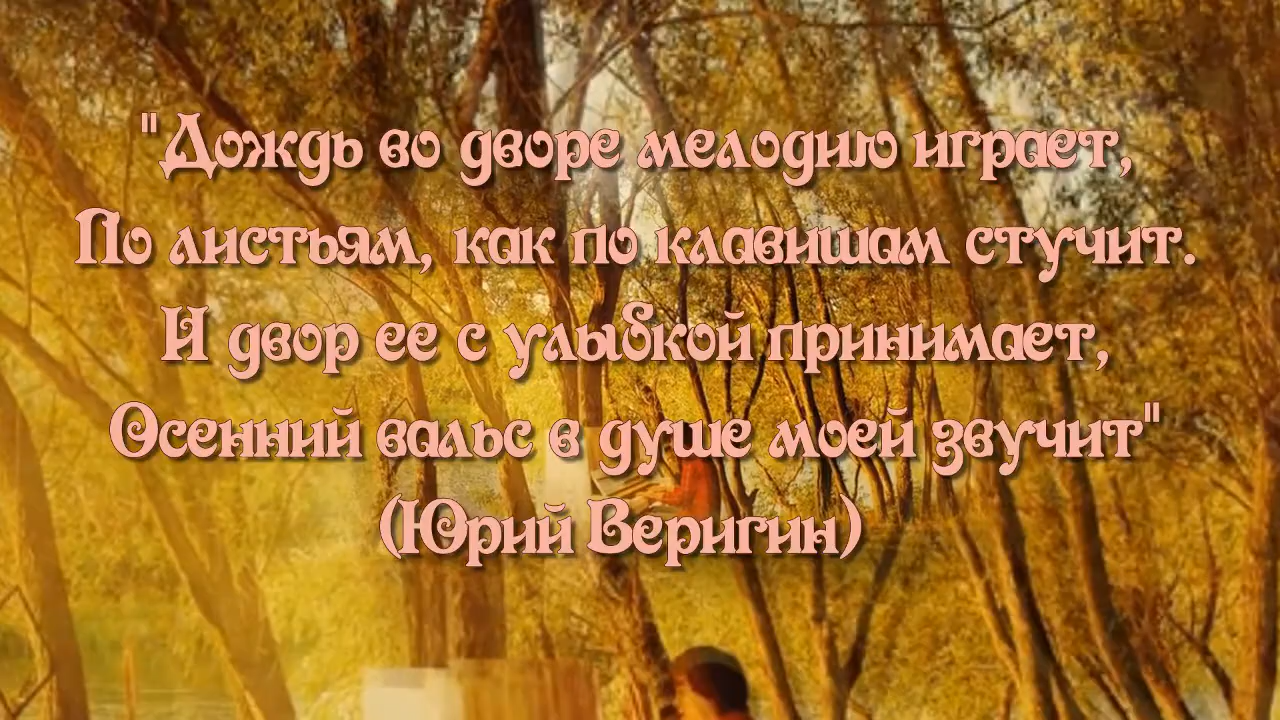 "Дождь во дворе мелодию играет,
По листьям, как по клавишам стучит.
И двор ее с улыбкой принимает,
Осенний вальс в душе моей звучит"
(Юрий Веригин)